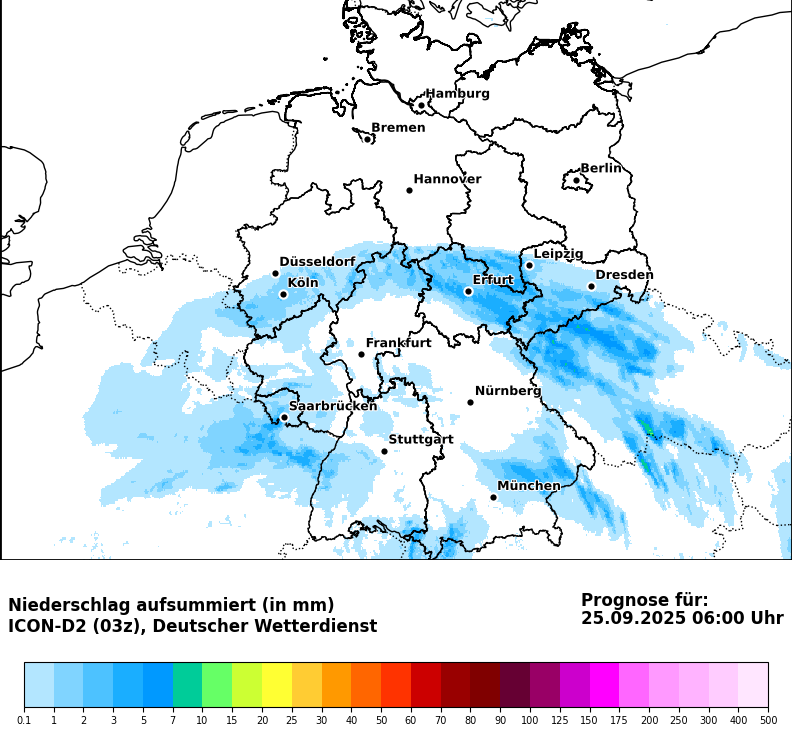 Hamburg
Bremen
Berlin
Hannover
Leipzig
Düsseldorf
Dresden
Köln
Erfurt
Frankfurt
Nürnberg
Saarbrücken
Stuttgart
München
Niederschlag aufsummiert (in mm)
ICON-D2 (03z), Deutscher Wetterdienst
Prognose für:
25.09.2025 06:00 Uhr
0.1 1 2 3 5 7 10 15 20 25 30 40 50 60 70 80 90 100 125 150 175 200 250 300 400 500